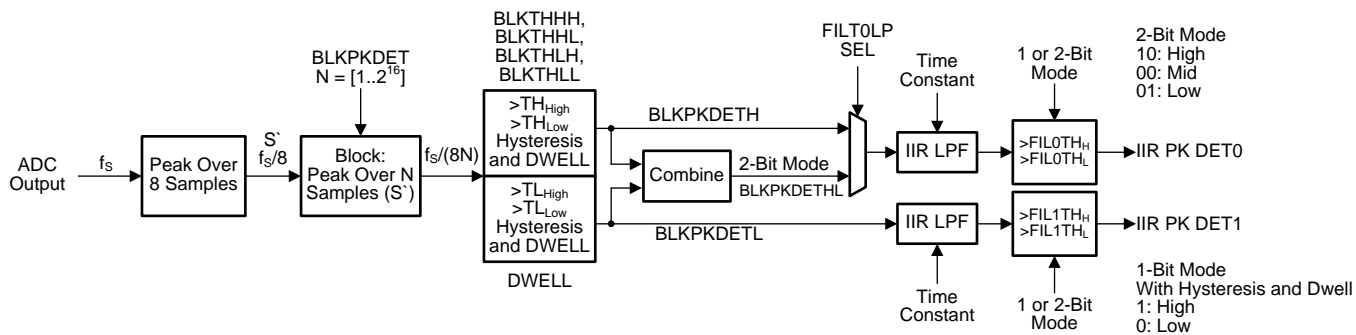 ADC
Output
fS
Peak Over
8 Samples
S`
fS/8
BLKPKDET
N = [1..2^16]
Block:
Peak Over N
Samples (S`)
fS/(8N)
BLKTHHH,
BLKTHHL,
BLKTHLH,
BLKTHLL
>THHigh
>THLow
Hysteresis
and DWELL
>TLHigh
>TLLow
Hysteresis
and DWELL
DWELL
BLKPKDETH
Combine
2-Bit Mode
BLKPKDETHL
BLKPKDETL
FILT0LP
SEL
Time
Constant
IIR LPF
1 or 2-Bit
Mode
>FIL0THH
>FIL0THL
IIR PK DET0
2-Bit Mode
10: High
00: Mid
01: Low
IIR LPF
Time
Constant
>FIL1THH
>FIL1THL
1 or 2-Bit
Mode
IIR PK DET1
1-Bit Mode
With Hysteresis and Dwell
1: High
0: Low